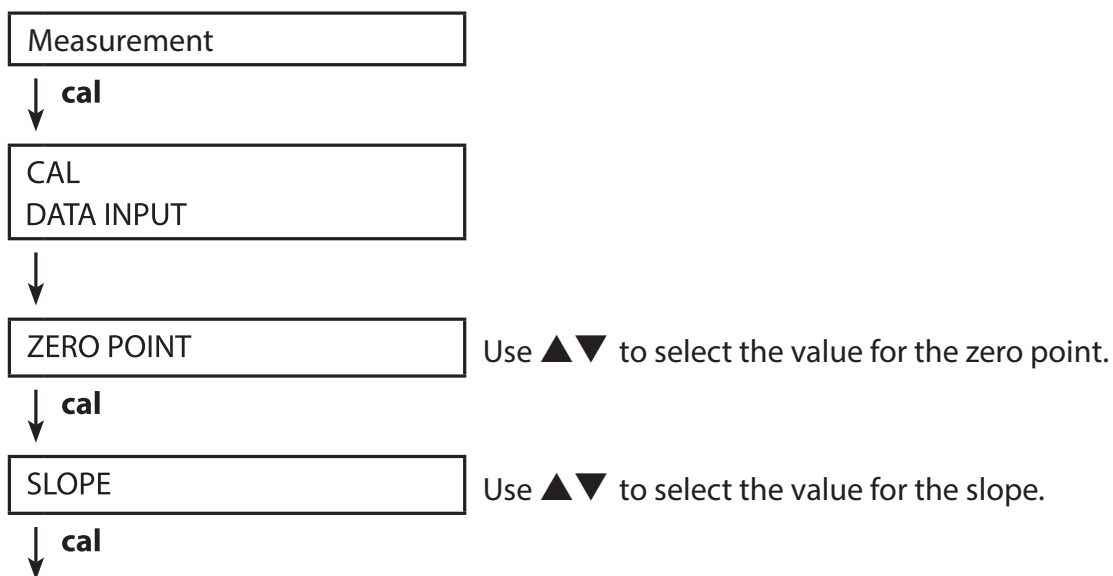 Measurement
cal
CAL
DATA INPUT
ZERO POINT
Use ▲▼ to select the value for the zero point.
cal
SLOPE
Use ▲▼ to select the value for the slope.
cal